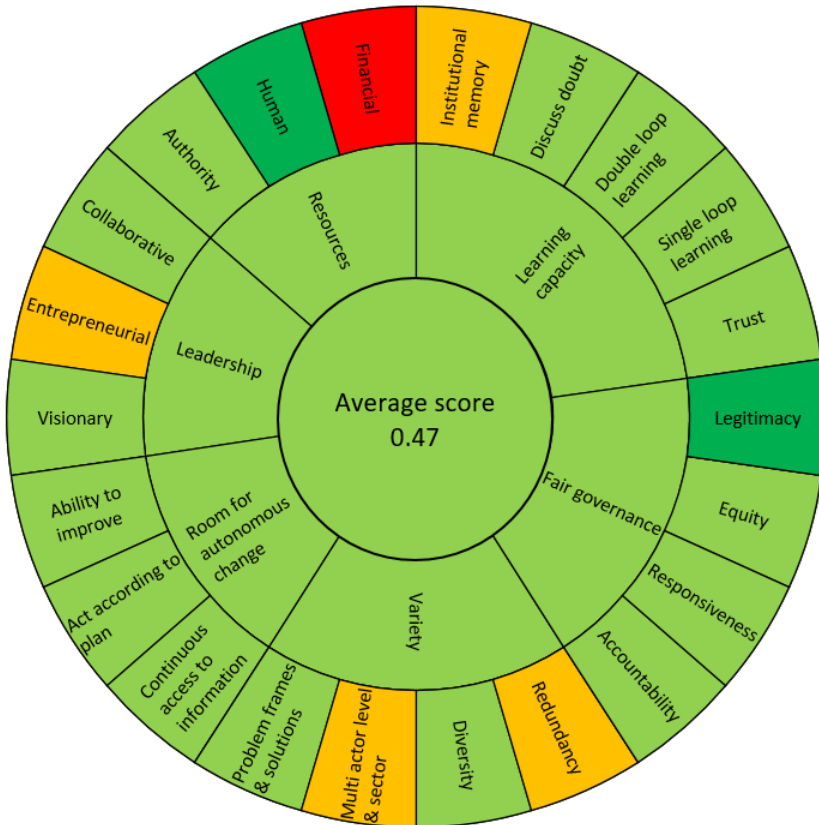 Average score
0.47
Learning
capacity
Fair governance
Variety
Room for
autonomous
change
Leadership
Resources
Institutional
memory
Discuss doubt
Double loop
learning
Single loop
learning
Trust
Legitimacy
Equity
Responsiveness
Accountability
Redundancy
Diversity
Multi actor level
& sector
Problem frames
& solutions
Continuous
access to
information
Act according to
plan
Ability to
improve
Visionary
Entrepreneurial
Collaborative
Authority
Human
Financial